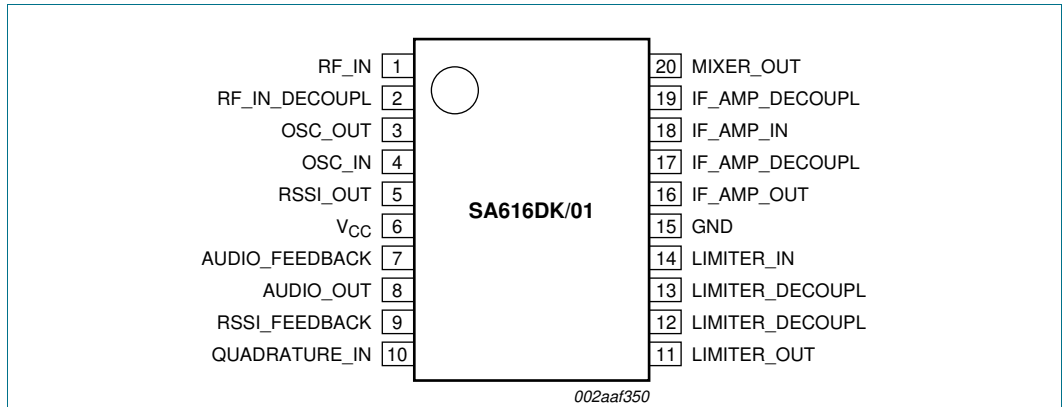 RF_IN 1
RF_IN_DECOUPL 2
OSC_OUT 3
OSC_IN 4
RSSI_OUT 5
VCC 6
AUDIO_FEEDBACK 7
AUDIO_OUT 8
RSSI_FEEDBACK 9
QUADRATURE_IN 10
SA616DK/01
20 MIXER_OUT
19 IF_AMP_DECOUPL
18 IF_AMP_IN
17 IF_AMP_DECOUPL
16 IF_AMP_OUT
15 GND
14 LIMITER_IN
13 LIMITER_DECOUPL
12 LIMITER_DECOUPL
11 LIMITER_OUT
002aaf350